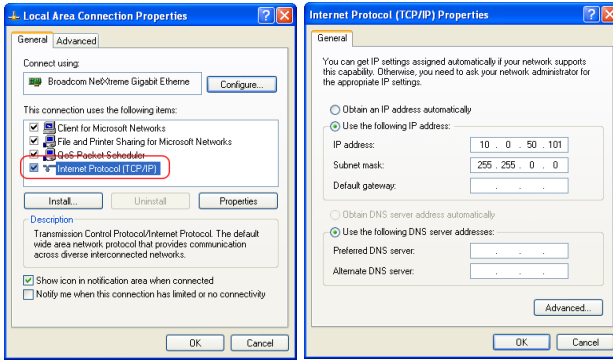 Local Area Connection Properties
General
Advanced
Connect using:
Broadcom NetXtreme Gigabit Etherne
Configure...
This connection uses the following items:
Client for Microsoft Networks
File and Printer Sharing for Microsoft Networks
QoS Packet Scheduler
Internet Protocol (TCP/IP)
Install...
Uninstall
Properties
Description
Transmission Control Protocol/Internet Protocol. The default
wide area network protocol that provides communication
across diverse interconnected networks.
Show icon in notification area when connected
Notify me when this connection has limited or no connectivity
OK
Cancel
Internet Protocol (TCP/IP) Properties
General
You can get IP settings assigned automatically if your network supports
this capability. Otherwise, you need to ask your network administrator for
the appropriate IP settings.
Obtain an IP address automatically
Use the following IP address:
IP address: 10 . 0 . 50 . 101
Subnet mask: 255 . 255 . 0 . 0
Default gateway: . . .
Obtain DNS server address automatically
Use the following DNS server addresses:
Preferred DNS server: . . .
Alternate DNS server: . . .
Advanced...
OK
Cancel